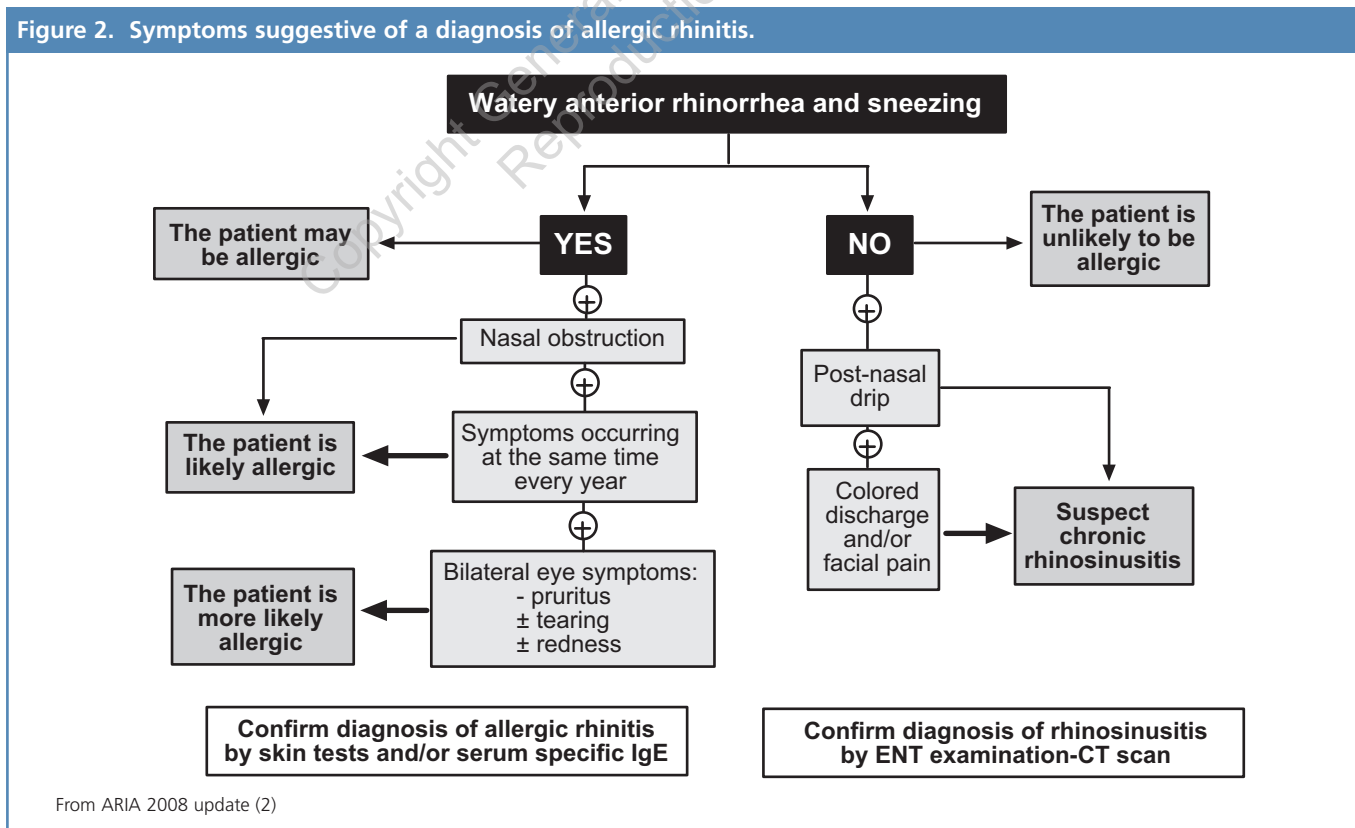 Figure 2. Symptoms suggestive of a diagnosis of allergic rhinitis.
Copyright General
Reproduction
Watery anterior rhinorrhea and sneezing
The patient may
be allergic
YES
NO
The patient is
unlikely to be
allergic
+
Nasal obstruction
+
The patient is
likely allergic
Symptoms occurring
at the same time
every year
+
The patient is
more likely
allergic
Bilateral eye symptoms:
- pruritus
± tearing
± redness
+
Post-nasal
drip
+
Colored
discharge
and/or
facial pain
Suspect
chronic
rhinosinusitis
Confirm diagnosis of allergic rhinitis
by skin tests and/or serum specific IgE
Confirm diagnosis of rhinosinusitis
by ENT examination-CT scan
From ARIA 2008 update (2)